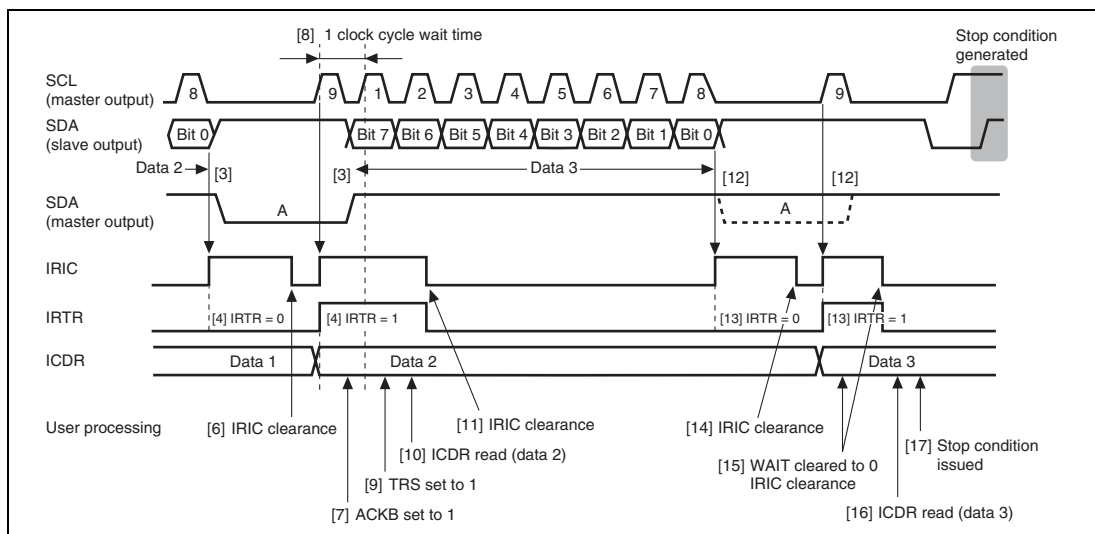 [8] 1 clock cycle wait time
Stop condition
generated
SCL
(master output)
8 9 1 2 3 4 5 6 7 8 9
SDA
(slave output)
Bit 0 Bit 7 Bit 6 Bit 5 Bit 4 Bit 3 Bit 2 Bit 1 Bit 0
Data 2 [3] [3] Data 3 [12] [12]
SDA
(master output)
A A
IRIC
IRTR
[4] IRTR = 0 [4] IRTR = 1 [13] IRTR = 0 [13] IRTR = 1
ICDR
Data 1 Data 2 Data 3
User processing
[6] IRIC clearance
[11] IRIC clearance
[14] IRIC clearance
[17] Stop condition
issued
[10] ICDR read (data 2)
[15] WAIT cleared to 0
IRIC clearance
[9] TRS set to 1
[16] ICDR read (data 3)
[7] ACKB set to 1